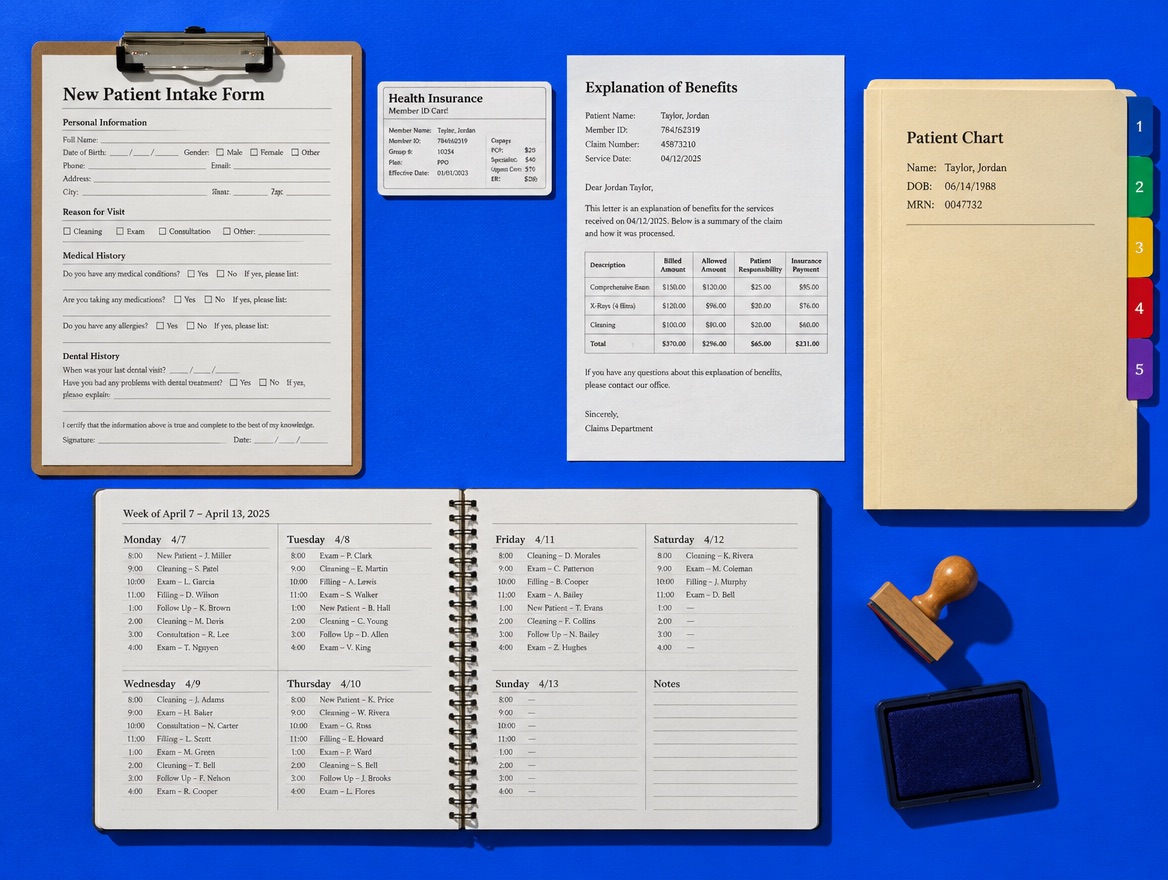 New Patient Intake Form
Personal Information
Full Name:
Date of Birth: ___/___/___ Gender: ☐ Male ☐ Female ☐ Other
Phone: Email:
Address:
City:
Reason for Visit
☐ Cleaning ☐ Exam ☐ Consultation ☐ Other:
Medical History
Do you have any medical conditions? ☐ Yes ☐ No If yes, please list:
Are you taking any medications? ☐ Yes ☐ No If yes, please list:
Do you have any allergies? ☐ Yes ☐ No If yes, please list:
Dental History
When was your last dental visit? ___/___/___
Have you had any problems with dental treatment? ☐ Yes ☐ No If yes,
please explain:
I certify that the information above is true and complete to the best of my knowledge.
Signature: Date: ___/___/___
Health Insurance
Member ID Card
Member Name: Taylor, Jordan
Member ID:
Group #: 10254
Plan: PPO
Effective Date: 01/01/2023
Copays
PCP: $25
Specialist: $40
Urgent Care
ER:
Explanation of Benefits
Patient Name: Taylor, Jordan
Member ID:
Claim Number: 45873210
Service Date: 04/12/2025
Dear Jordan Taylor,
This letter is an explanation of benefits for the services
received on 04/12/2025. Below is a summary of the claim
and how it was processed.
Description Billed Amount Allowed Amount Patient Responsibility Insurance Payment
Comprehensive Exam $150.00 $120.00 $25.00 $95.00
X-Rays (4 $120.00 $96.00 $20.00 $76.00
Cleaning $100.00 $80.00 $20.00 $60.00
Total $370.00 $296.00 $65.00 $231.00
If you have any questions about this explanation of benefits,
please contact our office.
Sincerely,
Claims Department
Patient Chart
Name: Taylor, Jordan
DOB: 06/14/1988
MRN: 0047732
1
2
3
4
5
Week of April 7 – April 13, 2025
Monday 4/7
8:00 New Patient – J. Miller
9:00 Cleaning – S. Patel
10:00 Exam – L. Garcia
11:00 Filling – D. Wilson
1:00 Follow Up – K. Brown
2:00 Cleaning – M. Davis
3:00 Consultation – R. Lee
4:00 Exam – T. Nguyen
Tuesday 4/8
8:00 Exam – P. Clark
9:00 Cleaning – E. Martin
10:00 Filling – A. Lewis
11:00 Exam – S. Walker
1:00 New Patient – B. Hall
2:00 Cleaning – C. Young
3:00 Follow Up – D. Allen
4:00 Exam – V. King
Wednesday 4/9
8:00 Cleaning – J. Adams
9:00 Exam – H. Baker
10:00 Consultation – N. Carter
11:00 Filling – L. Scott
1:00 Exam – M. Green
2:00 Cleaning – T. Bell
3:00 Follow Up – F. Nelson
4:00 Exam – R. Cooper
Thursday 4/10
8:00 New Patient – K. Price
9:00 Cleaning – W. Rivera
10:00 Exam – G. Ross
11:00 Filling – E. Howard
1:00 Exam – P. Ward
2:00 Cleaning – S. Bell
3:00 Follow Up – J. Brooks
4:00 Exam – L. Flores
Friday 4/11
8:00 Cleaning – D. Morales
9:00 Exam – C. Patterson
10:00 Filling – B. Cooper
11:00 Exam – A. Bailey
1:00 New Patient – T. Evans
2:00 Cleaning – F. Collins
3:00 Follow Up – N. Bailey
4:00 Exam – Z. Hughes
Saturday 4/12
8:00 Cleaning – K. Rivera
9:00 Exam – M. Coleman
10:00 Filling – J. Murphy
11:00 Exam – D. Bell
1:00 —
2:00 —
3:00 —
4:00 —
Sunday 4/13
8:00 —
9:00 —
10:00 —
11:00 —
1:00 —
2:00 —
3:00 —
4:00 —
Notes